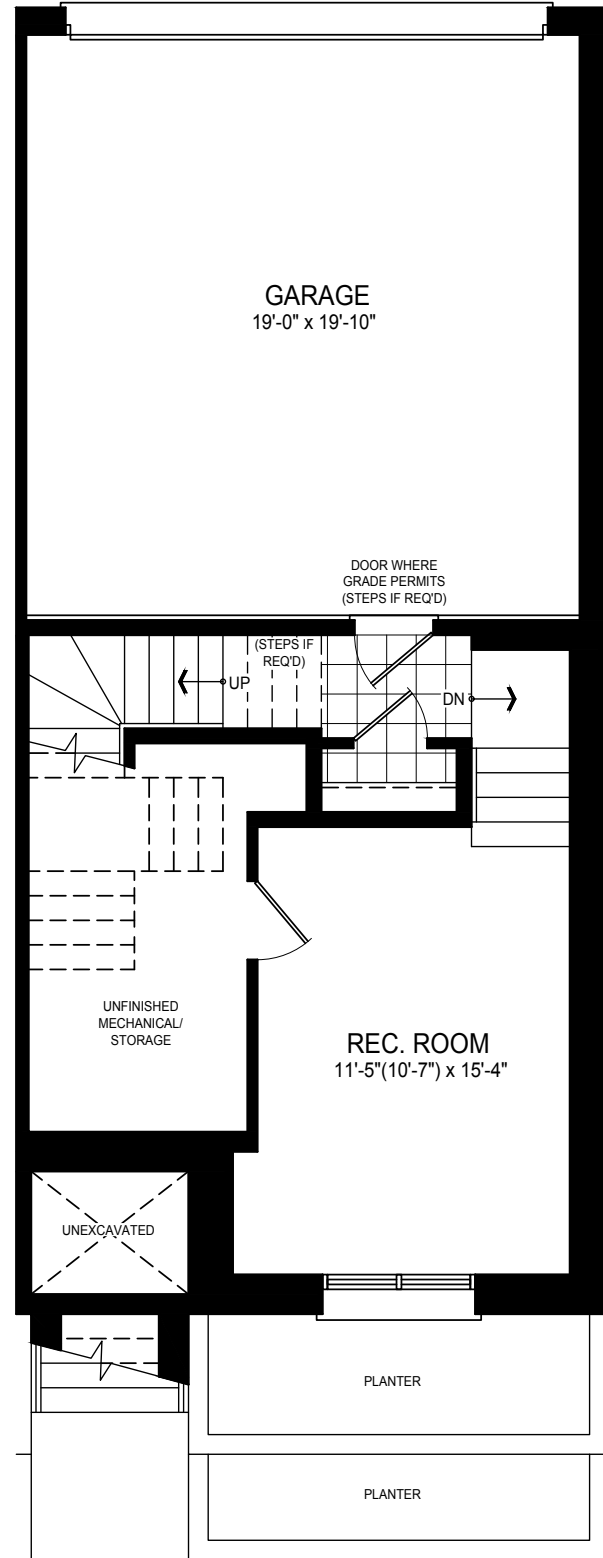 GARAGE
19'-0" x 19'-10"
DOOR WHERE
GRADE PERMITS
(STEPS IF REQ'D)
(STEPS IF
REQ'D)
UP
DN
UNFINISHED
MECHANICAL/
STORAGE
REC. ROOM
11'-5"(10'-7") x 15'-4"
UNEXCAVATED
PLANTER
PLANTER